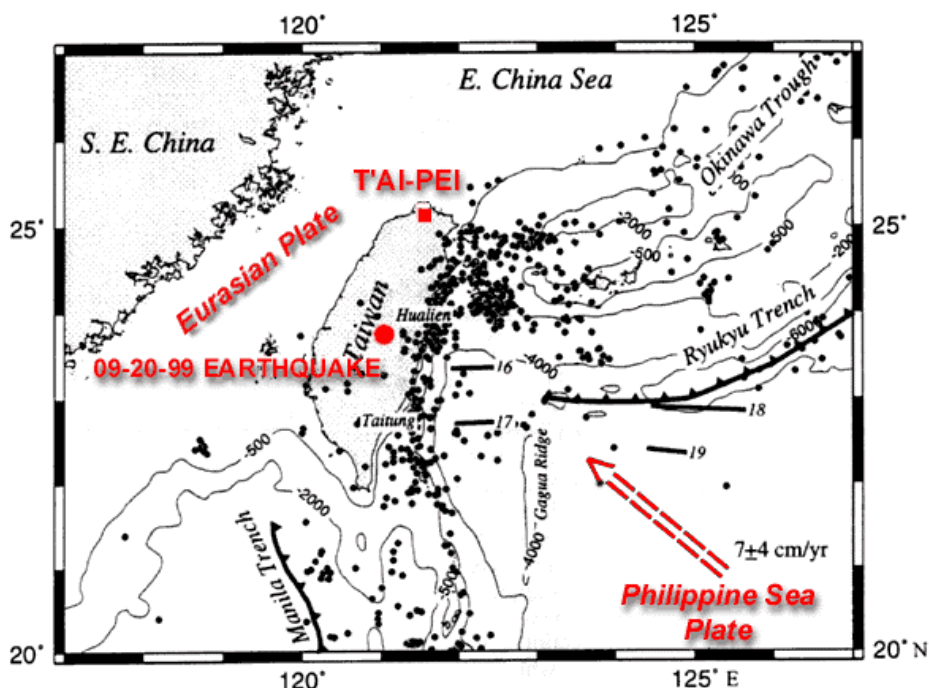 120°
125°
E. China Sea
S. E. China
Okinawa Trough
T'AI-PEI
25°
25°
Eurasian Plate
-2000
-500
-500
-200
Taiwan
Hualien
Ryukyu Trench
-6000
09-20-99 EARTHQUAKE
16
-4000
18
Taitung
17
19
-500
Gagua Ridge
-2000
-4000
7±4 cm/yr
Manila Trench
-500
Philippine Sea
Plate
20°
20° N
120°
125° E